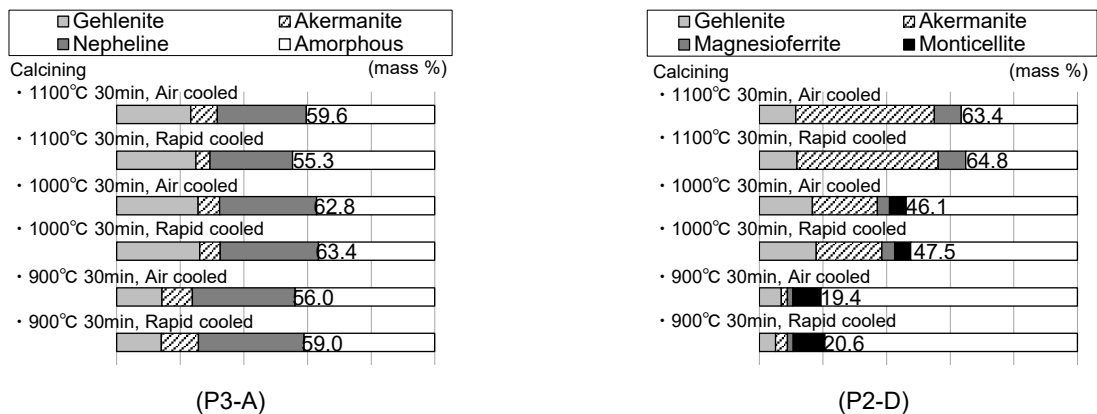 Gehlenite Akermanite
Nepheline Amorphous
Calcining (mass %)
・1100℃ 30min, Air cooled
59.6
・1100℃ 30min, Rapid cooled
55.3
・1000℃ 30min, Air cooled
62.8
・1000℃ 30min, Rapid cooled
63.4
・900℃ 30min, Air cooled
56.0
・900℃ 30min, Rapid cooled
59.0
(P3-A)
Gehlenite Akermanite
Magnesioferrite Monticellite
Calcining (mass %)
・1100℃ 30min, Air cooled
63.4
・1100℃ 30min, Rapid cooled
64.8
・1000℃ 30min, Air cooled
46.1
・1000℃ 30min, Rapid cooled
47.5
・900℃ 30min, Air cooled
19.4
・900℃ 30min, Rapid cooled
20.6
(P2-D)